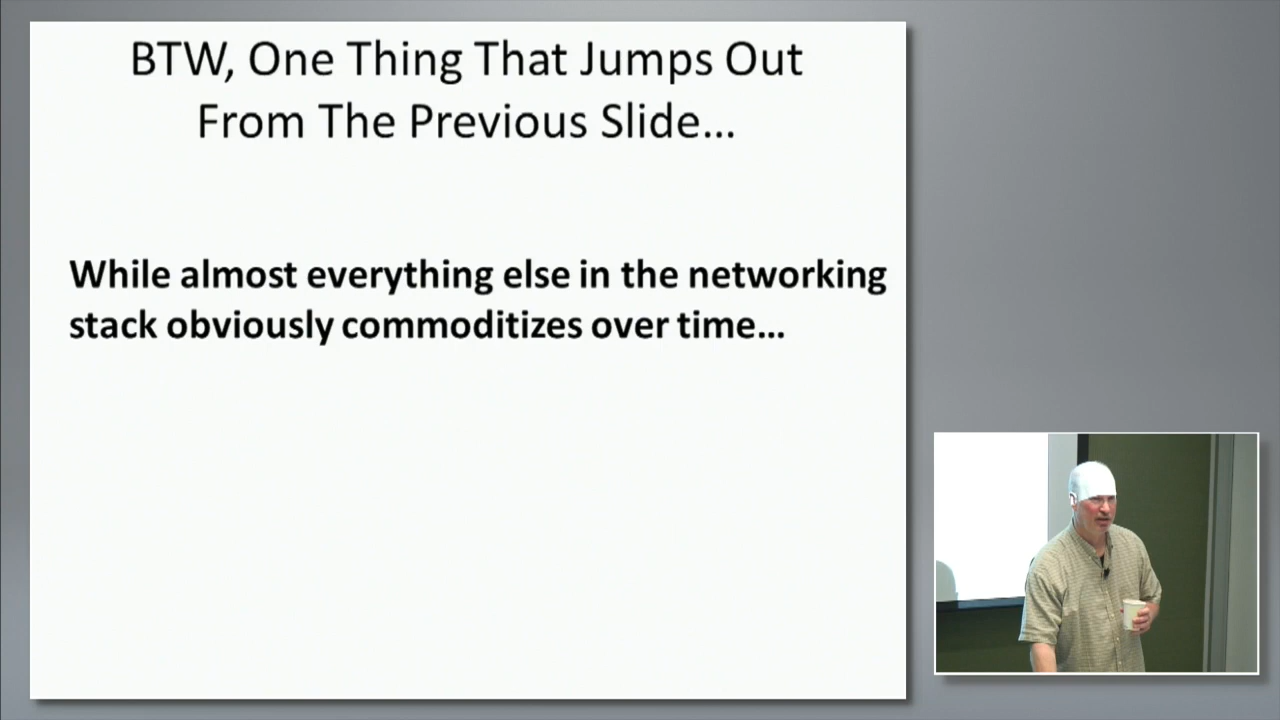 BTW, One Thing That Jumps Out
From The Previous Slide…
While almost everything else in the networking
stack obviously commoditizes over time…